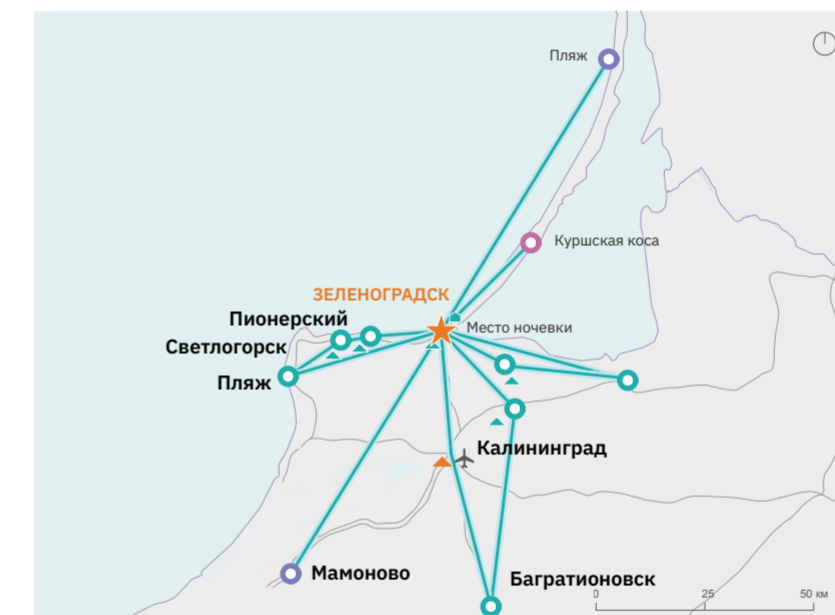 Пляж
Куршская коса
ЗЕЛЕНОГРАДСК
Пионерский
Место ночевки
Светлогорск
Пляж
Калининград
Мамоново
Багратионовск
0 25 50 км